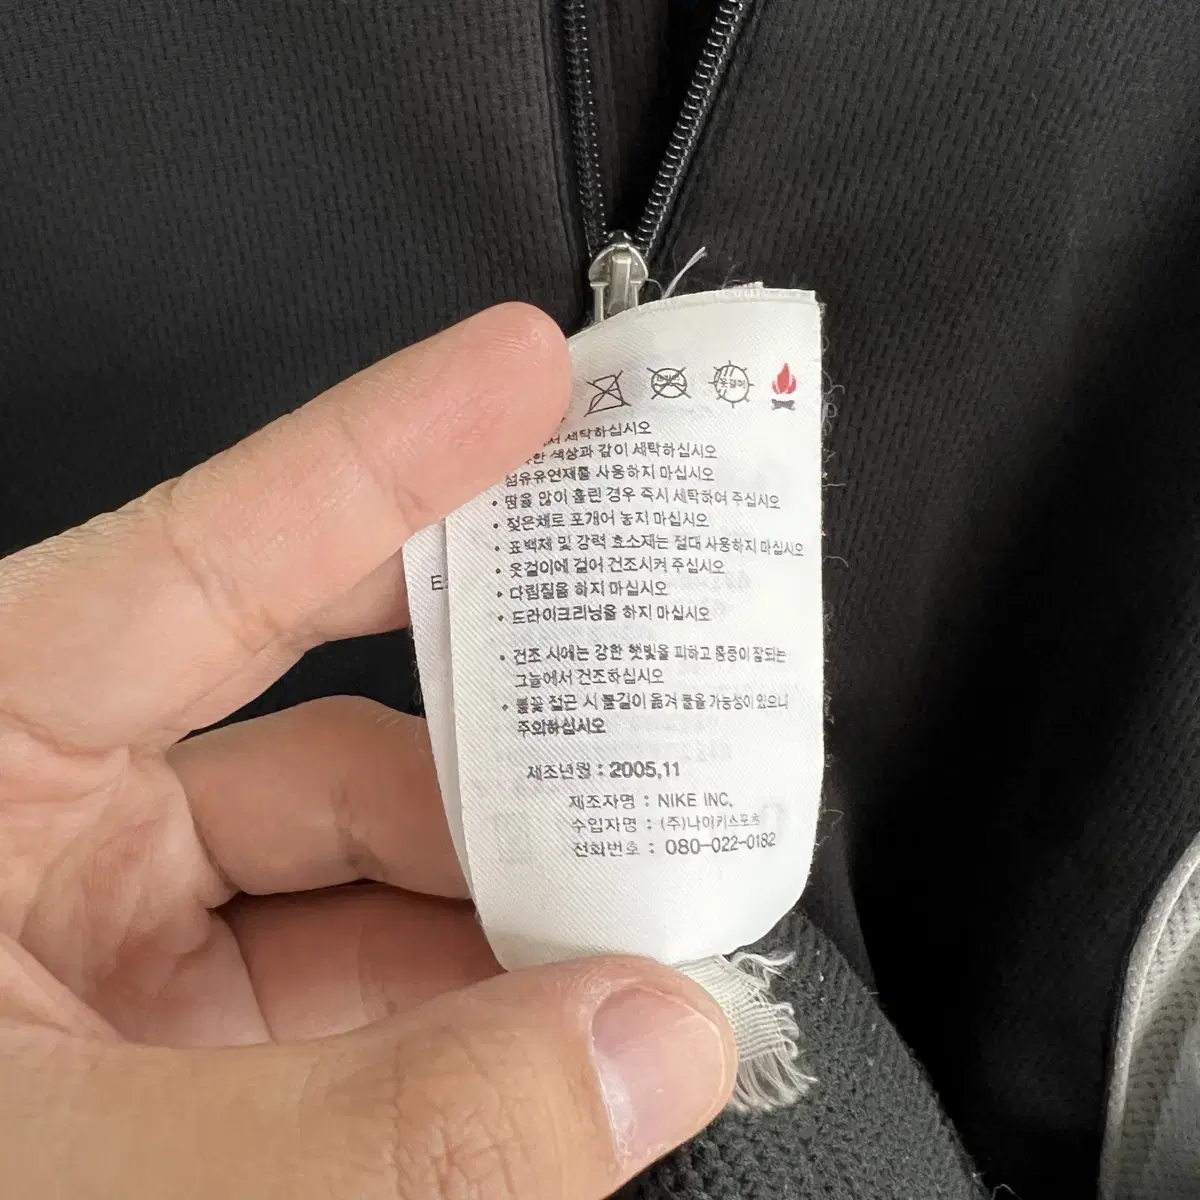 옷걸이
서 세탁하십시오
한 색상과 같이 세탁하십시오
섬유유연제를 사용하지 마십시오
• 땀을 많이 흘린 경우 즉시 세탁하여 주십시오
• 젖은채로 포개어 놓지 마십시오
• 표백제 및 강력 효소제는 절대 사용하지 마십시오
• 옷걸이에 걸어 건조시켜 주십시오
• 다림질을 하지 마십시오
• 드라이크리닝을 하지 마십시오
• 건조 시에는 강한 햇빛을 피하고 통풍이 잘되는
그늘에서 건조하십시오
• 불꽃 접근 시 불길이 옮겨 붙을 가능성이 있으니
주의하십시오
제조년월 : 2005.11
제조자명 : NIKE INC.
수입자명 : (주)나이키스포츠
전화번호 : 080-022-0182
E